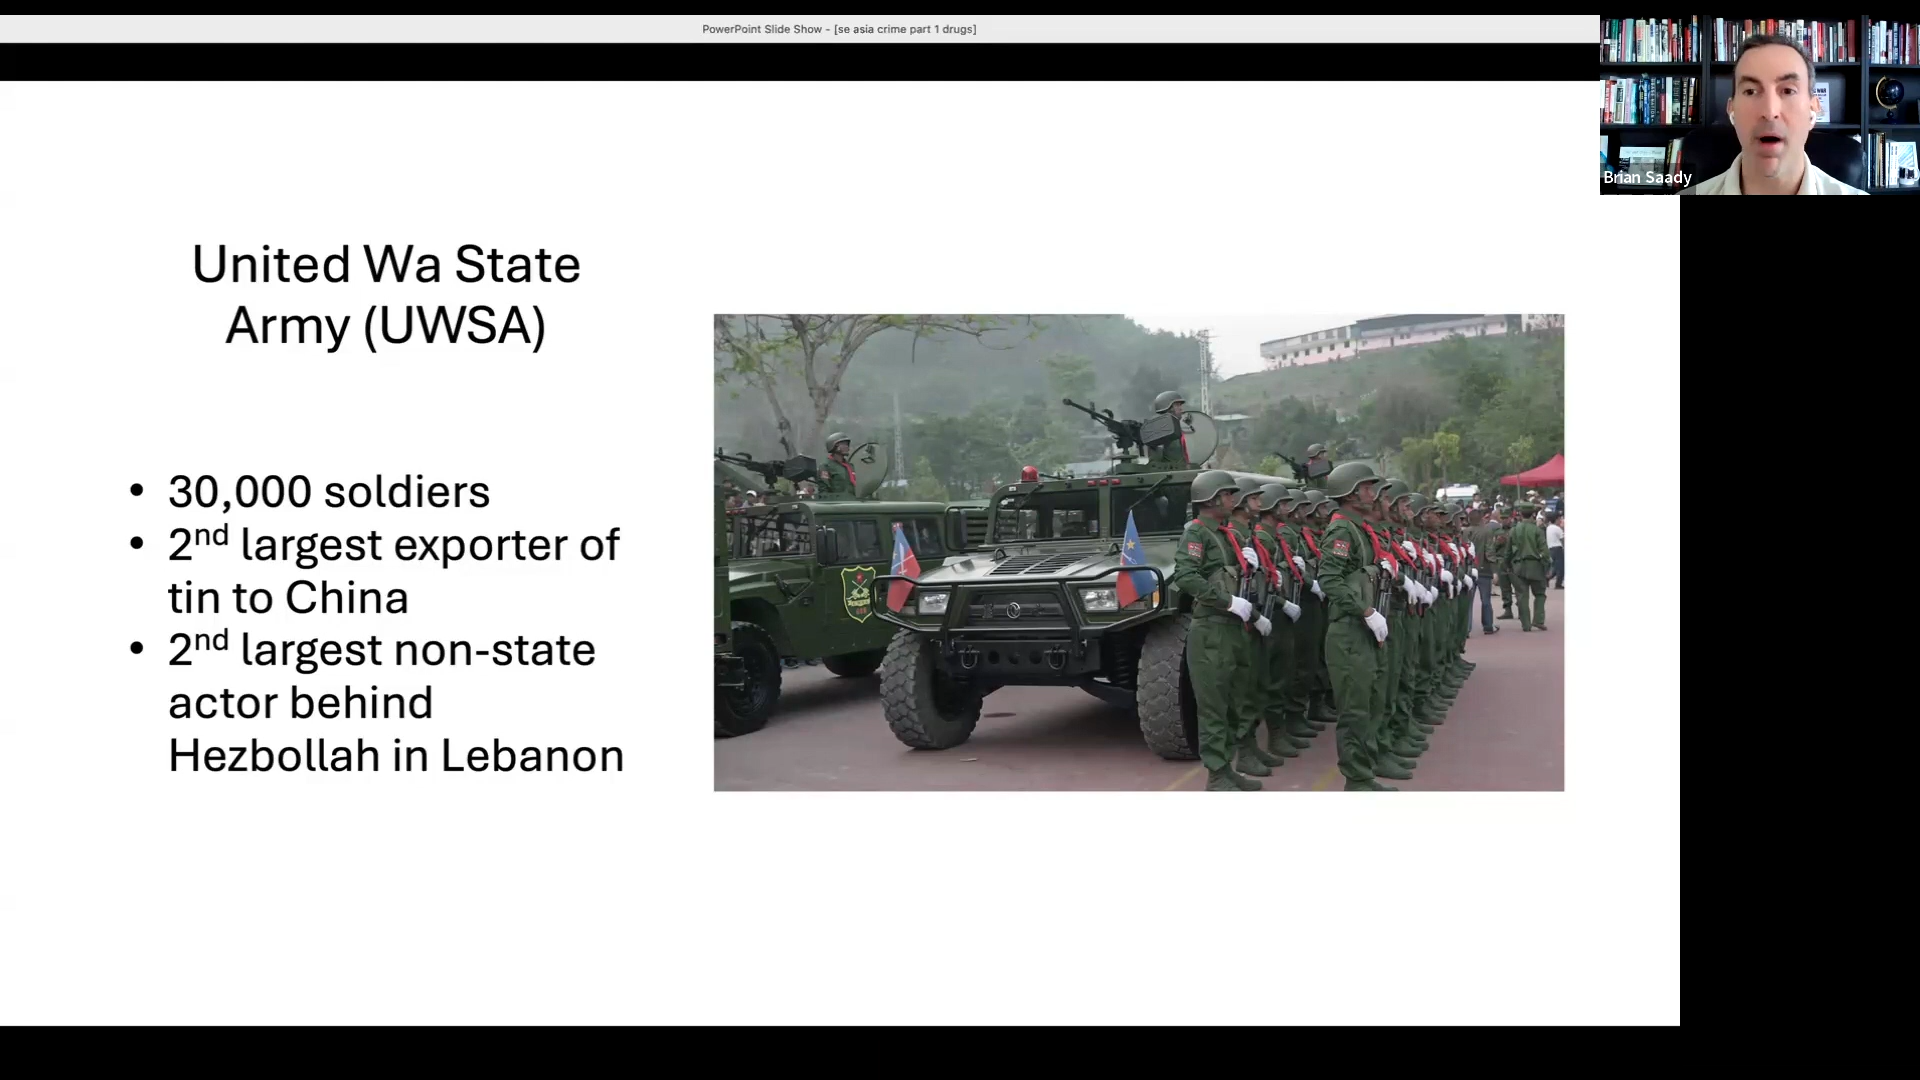 PowerPoint Slide Show - [se asia crime part 1 drugs]
Brian Saady
United Wa State
Army (UWSA)
• 30,000 soldiers
• 2nd largest exporter of
tin to China
• 2nd largest non-state
actor behind
Hezbollah in Lebanon